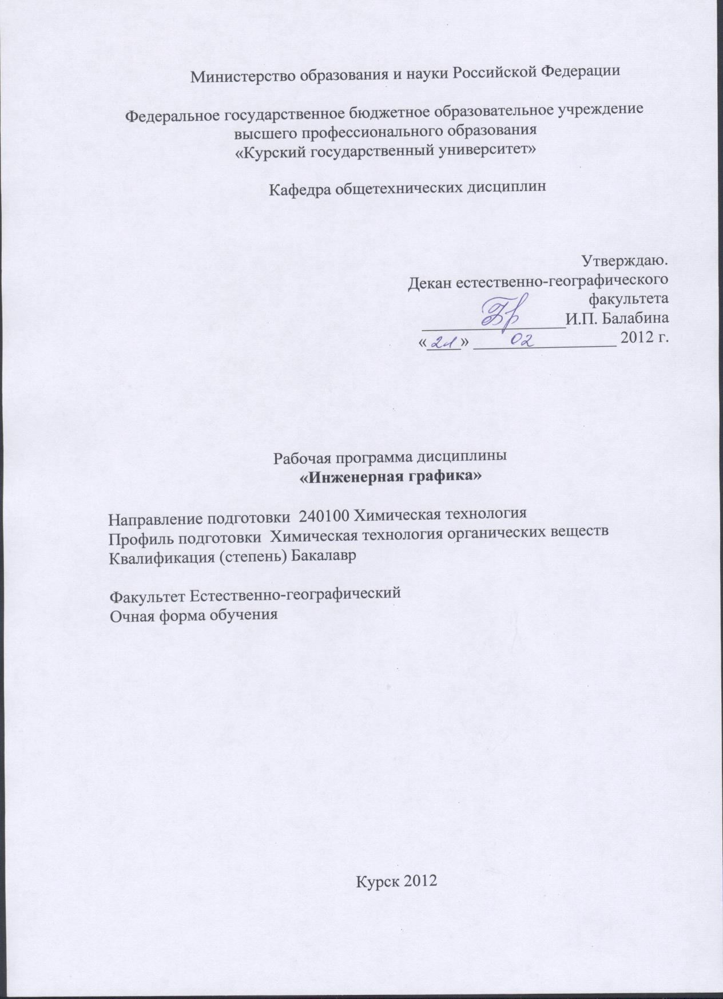 Министерство образования и науки Российской Федерации
Федеральное государственное бюджетное образовательное учреждение
высшего профессионального образования
«Курский государственный университет»
Кафедра общетехнических дисциплин
Утверждаю.
Декан естественно-географического
факультета
И.П. Балабина
«21» 02 2012 г.
Рабочая программа дисциплины
«Инженерная графика»
Направление подготовки 240100 Химическая технология
Профиль подготовки Химическая технология органических веществ
Квалификация (степень) Бакалавр
Факультет Естественно-географический
Очная форма обучения
Курск 2012